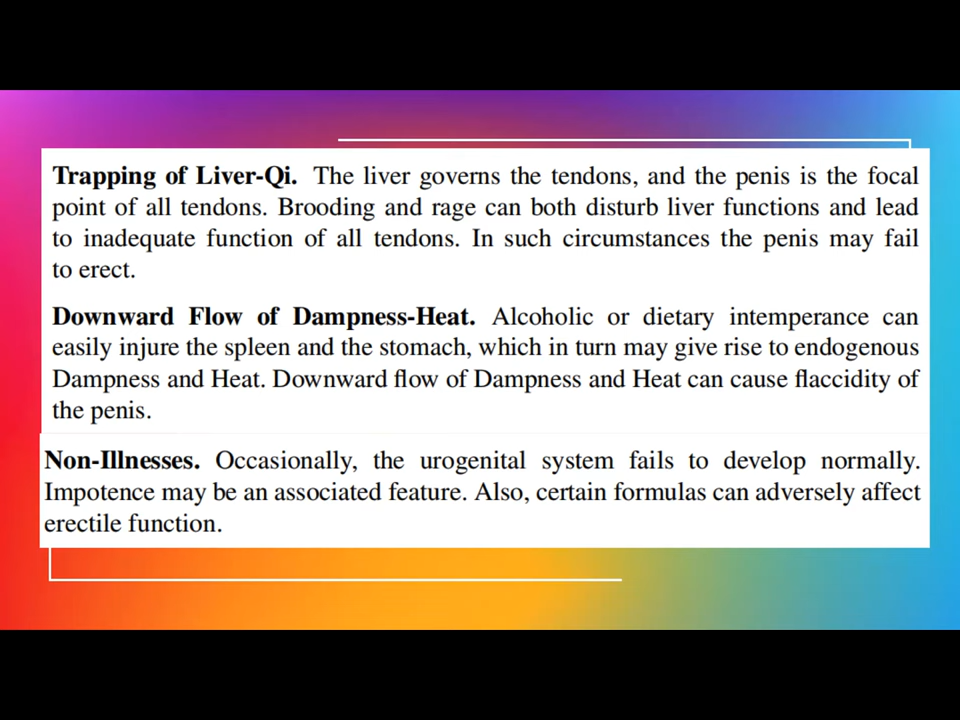 Trapping of Liver-Qi. The liver governs the tendons, and the penis is the focal
point of all tendons. Brooding and rage can both disturb liver functions and lead
to inadequate function of all tendons. In such circumstances the penis may fail
to erect.
Downward Flow of Dampness-Heat. Alcoholic or dietary intemperance can
easily injure the spleen and the stomach, which in turn may give rise to endogenous
Dampness and Heat. Downward flow of Dampness and Heat can cause flaccidity of
the penis.
Non-Illnesses. Occasionally, the urogenital system fails to develop normally.
Impotence may be an associated feature. Also, certain formulas can adversely affect
erectile function.